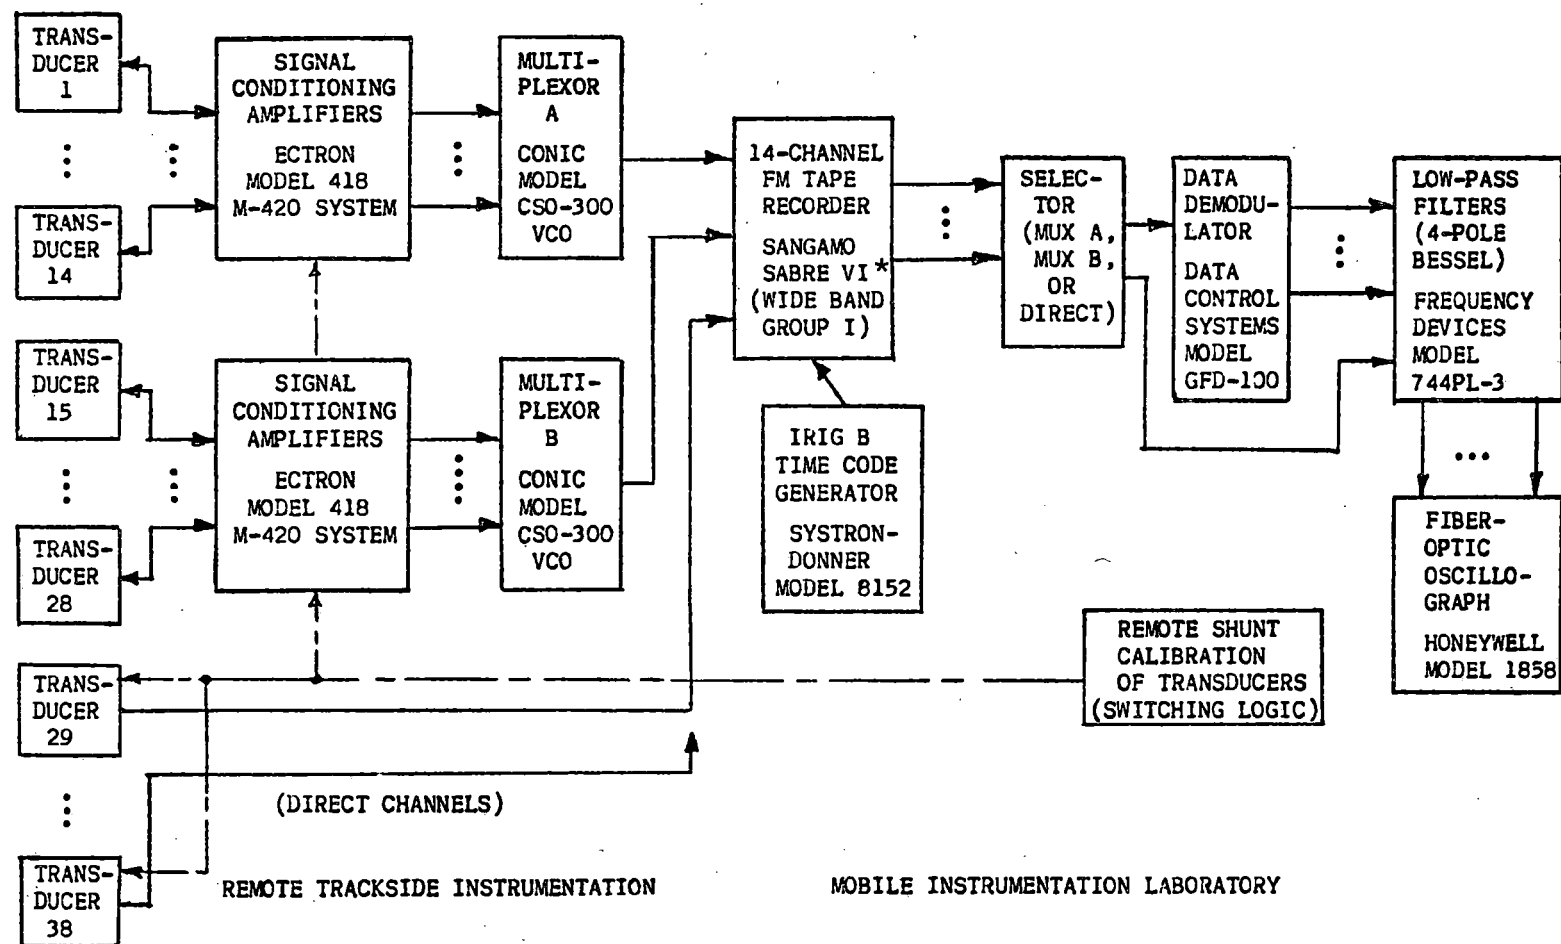 TRANS-
DUCER
1
TRANS-
DUCER
14
SIGNAL
CONDITIONING
AMPLIFIERS
ECTRON
MODEL 418
M-420 SYSTEM
MULTI-
PLEXOR
A
CONIC
MODEL
CSO-300
VCO
TRANS-
DUCER
15
TRANS-
DUCER
28
SIGNAL
CONDITIONING
AMPLIFIERS
ECTRON
MODEL 418
M-420 SYSTEM
MULTI-
PLEXOR
B
CONIC
MODEL
CSO-300
VCO
14-CHANNEL
FM TAPE
RECORDER
SANGAMO
SABRE VI*
(WIDE BAND
GROUP I)
IRIG B
TIME CODE
GENERATOR
SYSTRON-
DONNER
MODEL 8152
SELEC-
TOR
(MUX A,
MUX B,
OR
DIRECT)
DATA
DEMODU-
LATOR
DATA
CONTROL
SYSTEMS
MODEL
GFD-100
LOW-PASS
FILTERS
(4-POLE
BESSEL)
FREQUENCY
DEVICES
MODEL
744PL-3
FIBER-
OPTIC
OSCILLO-
GRAPH
HONEYWELL
MODEL 1858
REMOTE SHUNT
CALIBRATION
OF TRANSDUCERS
(SWITCHING LOGIC)
TRANS-
DUCER
29
(DIRECT CHANNELS)
TRANS-
DUCER
38
REMOTE TRACKSIDE INSTRUMENTATION
MOBILE INSTRUMENTATION LABORATORY